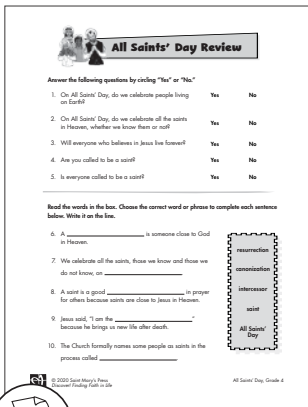 All Saints' Day Review
Answer the following questions by circling "Yes" or "No."
1. On All Saints' Day, do we celebrate people living Yes No
on Earth?
2. On All Saints' Day, do we celebrate all the saints Yes No
in Heaven, whether we know them or not?
3. Will everyone who believes in Jesus live forever? Yes No
4. Are you called to be a saint? Yes No
5. Is everyone called to be a saint? Yes No
Read the words in the box. Choose the correct word or phrase to complete each sentence
below. Write it on the line.
6. A ____________ is someone close to God
in Heaven.
7. We celebrate all the saints, those we know and those we
do not know, on ____________.
8. A saint is a good ____________ in prayer
for others because saints are close to Jesus in Heaven.
9. Jesus said, "I am the ____________"
because he brings us new life after death.
10. The Church formally names some people as saints in the
process called ____________.
resurrection
canonization
intercessor
saint
All Saints'
Day
© 2020 Saint Mary's Press
Discover Finding Faith in Life
All Saints' Day, Grade 4